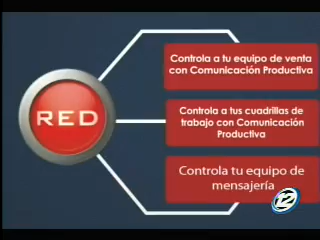 Controla a tu equipo de venta
con Comunicación Productiva
RED
Controla a tus cuadrillas de
trabajo con Comunicación
Productiva
Controla tu equipo de
mensajería
12